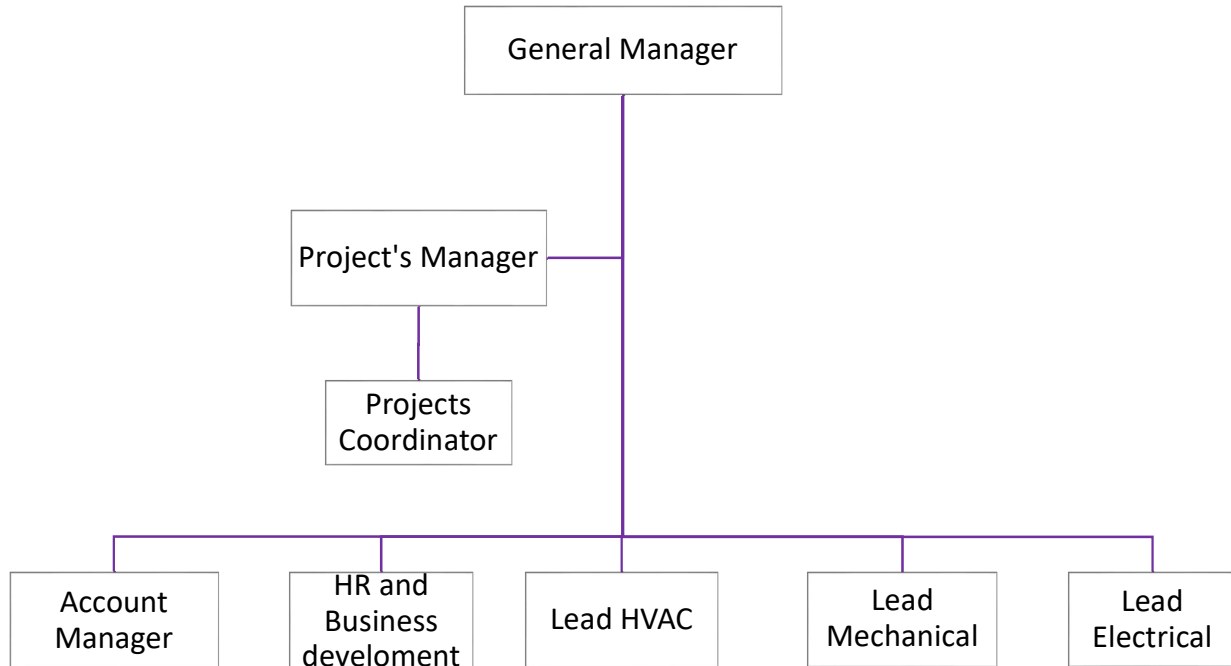 General Manager
Project's Manager
Projects
Coordinator
Account
Manager
HR and
Business
develoment
Lead HVAC
Lead
Mechanical
Lead
Electrical